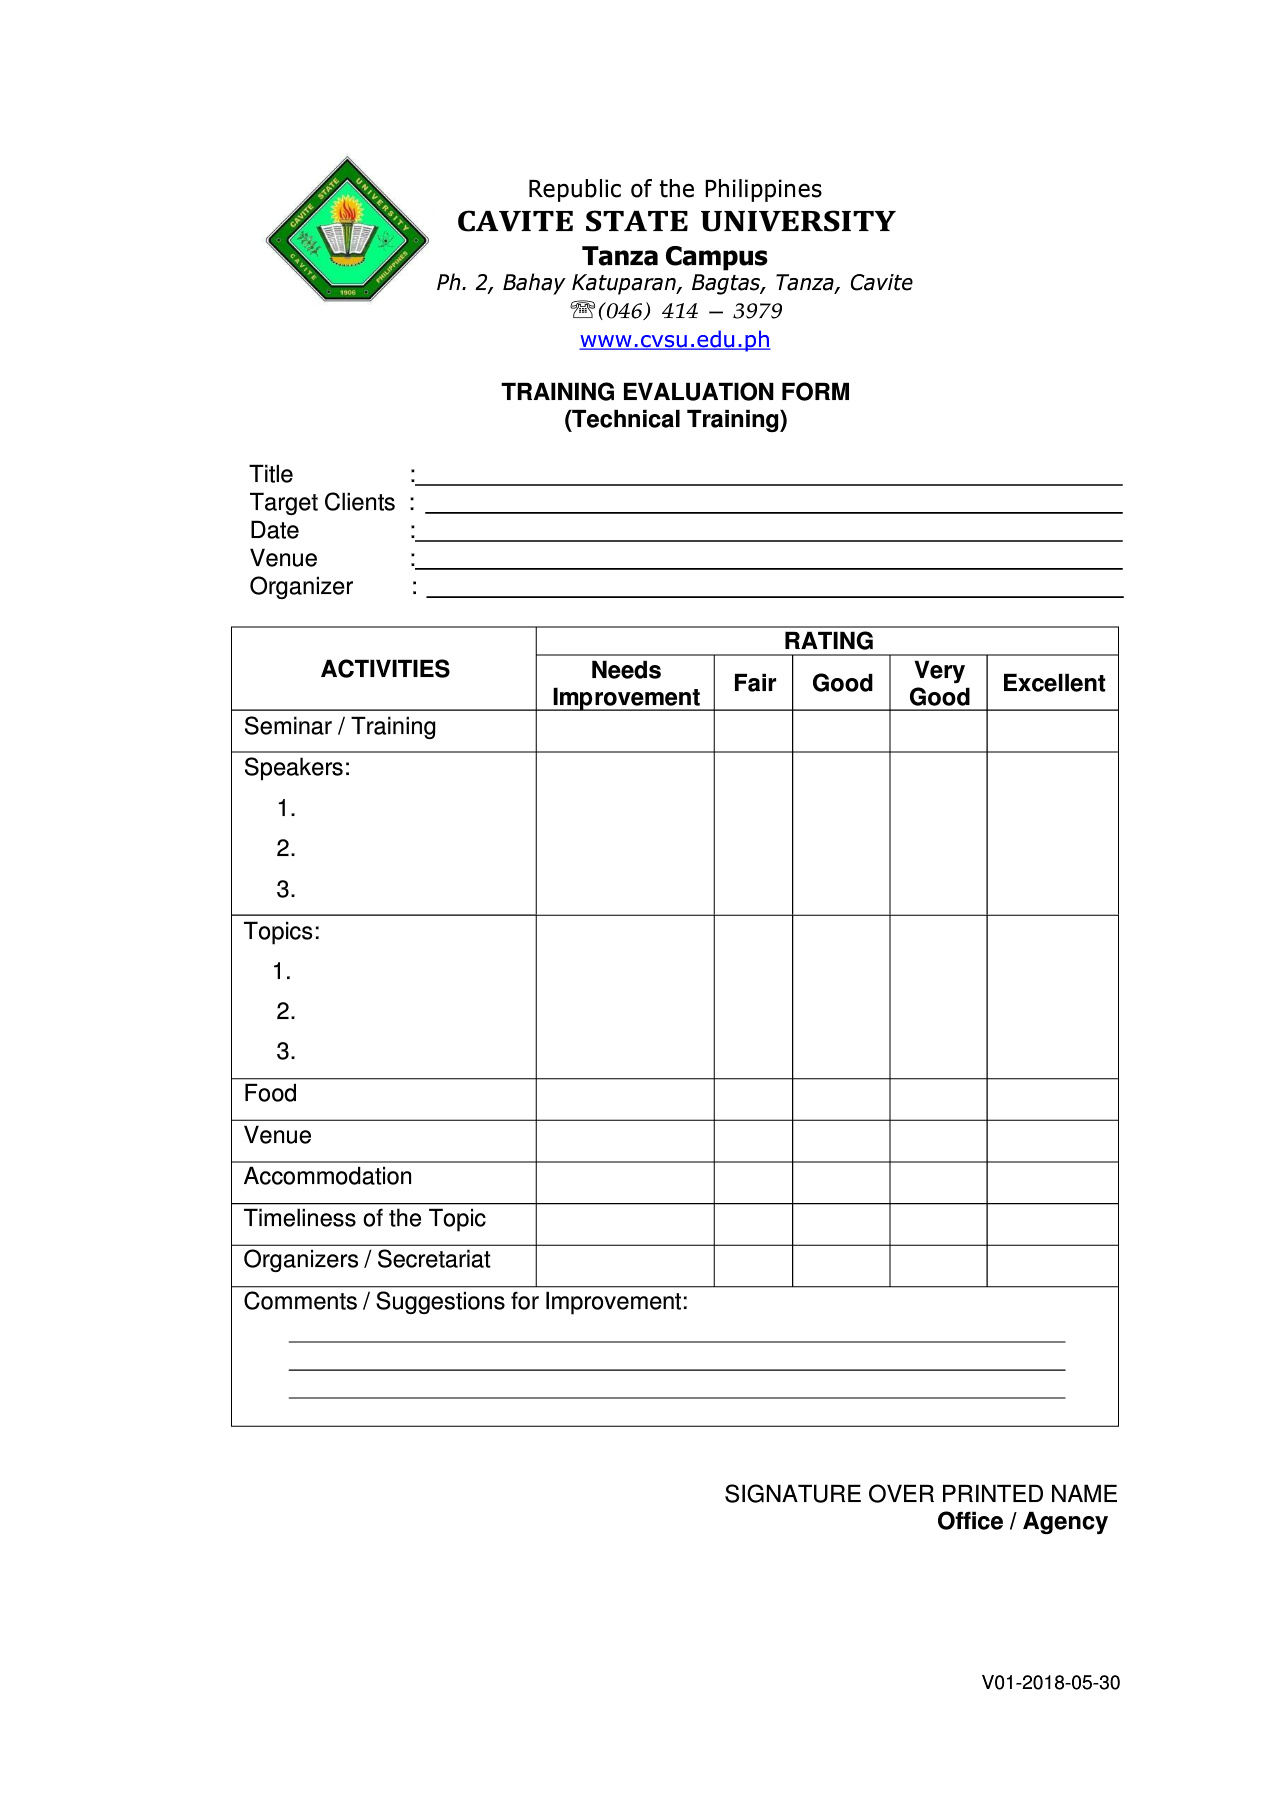 CAVITE STATE UNIVERSITY
CAVITE PHILIPPINES
1906
Republic of the Philippines
CAVITE STATE UNIVERSITY
Tanza Campus
Ph. 2, Bahay Katuparan, Bagtas, Tanza, Cavite
☏(046) 414 – 3979
www.cvsu.edu.ph
TRAINING EVALUATION FORM
(Technical Training)
Title :
Target Clients :
Date :
Venue :
Organizer :
ACTIVITIES
RATING
Needs
Improvement
Fair
Good
Very
Good
Excellent
Seminar / Training
Speakers:
1.
2.
3.
Topics:
1.
2.
3.
Food
Venue
Accommodation
Timeliness of the Topic
Organizers / Secretariat
Comments / Suggestions for Improvement:
SIGNATURE OVER PRINTED NAME
Office / Agency
V01-2018-05-30